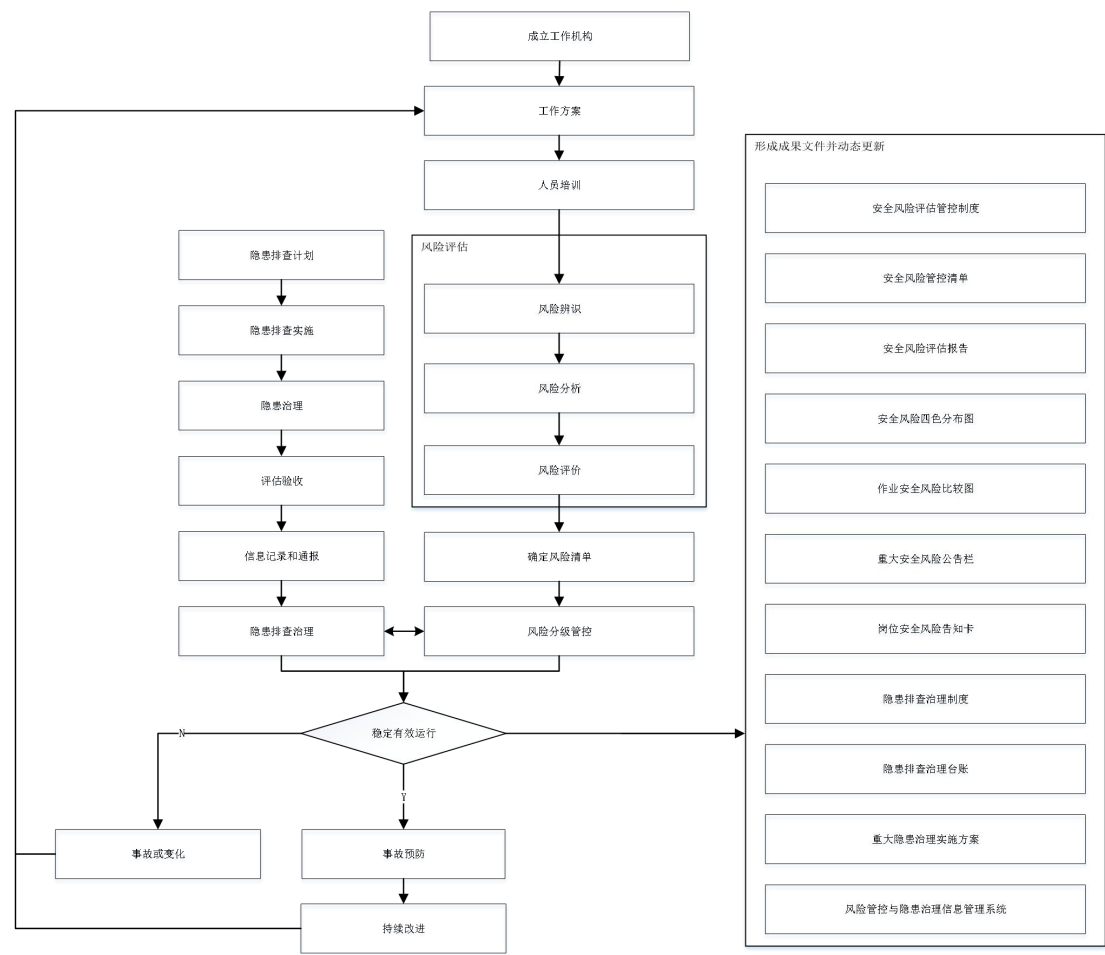 成立工作机构
工作方案
人员培训
风险评估
风险辨识
风险分析
风险评价
确定风险清单
风险分级管控
隐患排查计划
隐患排查实施
隐患治理
评估验收
信息记录和通报
隐患排查治理
稳定有效运行
N
Y
事故或变化
事故预防
持续改进
形成成果文件并动态更新
安全风险评估管控制度
安全风险管控清单
安全风险评估报告
安全风险四色分布图
作业安全风险比较图
重大安全风险公告栏
岗位安全风险告知卡
隐患排查治理制度
隐患排查治理台账
重大隐患治理实施方案
风险管控与隐患治理信息管理系统